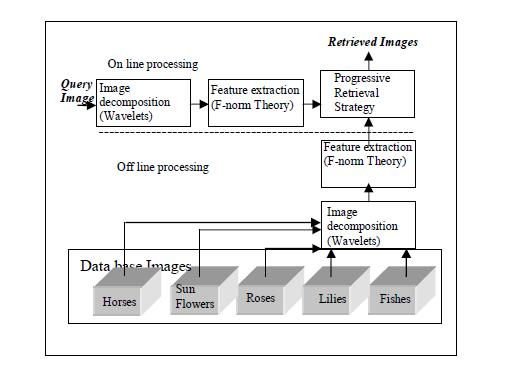 Retrieved Images
On line processing
Query
Image
Image
decomposition
(Wavelets)
Feature extraction
(F-norm Theory)
Progressive
Retrieval
Strategy
Off line processing
Feature extraction
(F-norm Theory)
Image
decomposition
(Wavelets)
Data base Images
Horses
Sun
Flowers
Roses
Lilies
Fishes